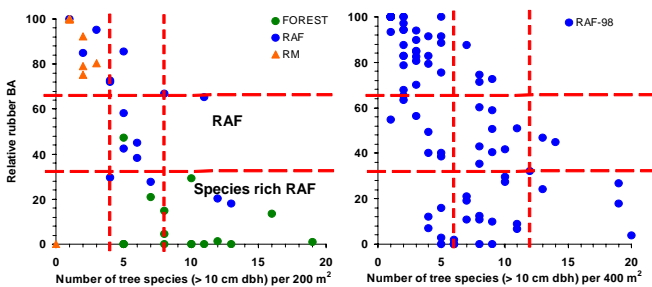 FOREST
RAF
RM
RAF-98
Relative rubber BA
100
80
60
40
20
0
RAF
Species rich RAF
0 5 10 15 20
Number of tree species (> 10 cm dbh) per 200 m²
100
80
60
40
20
0
0 5 10 15 20
Number of tree species (> 10 cm dbh) per 400 m²